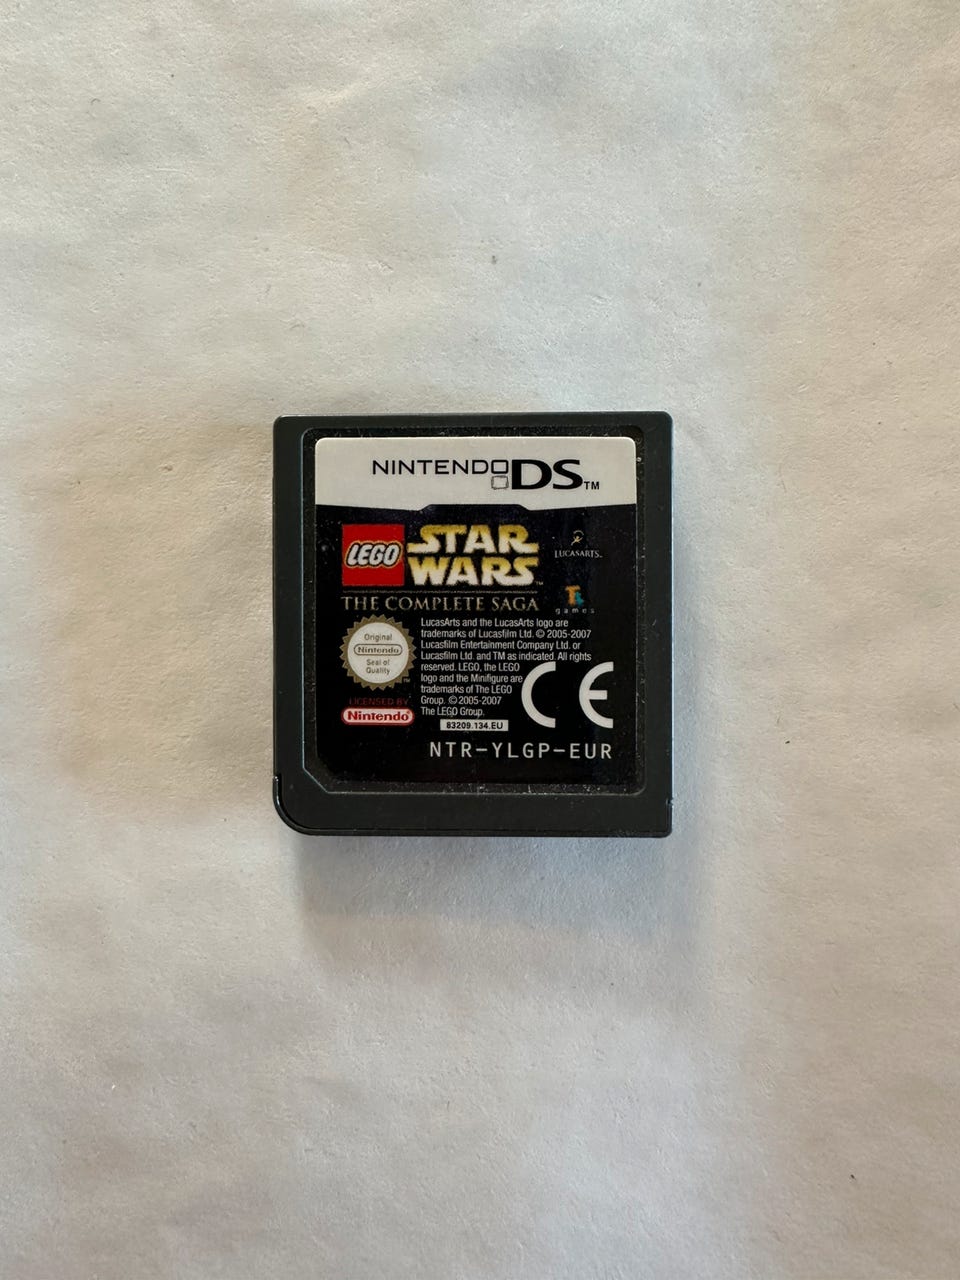 NINTENDO DS™
LEGO
STAR
WARS™
THE COMPLETE SAGA
LUCASARTS™
games
LucasArts and the LucasArts logo are
trademarks of Lucasfilm Ltd. © 2005-2007
Lucasfilm Entertainment Company Ltd. or
Lucasfilm Ltd. and TM as indicated. All rights
reserved. LEGO, the LEGO
logo and the Minifigure are
trademarks of The LEGO
Group. © 2005-2007
The LEGO Group.
Original
Nintendo
Seal of
Quality
TM
LICENSED BY
Nintendo®
CE
83209.134.EU
NTR-YLGP-EUR